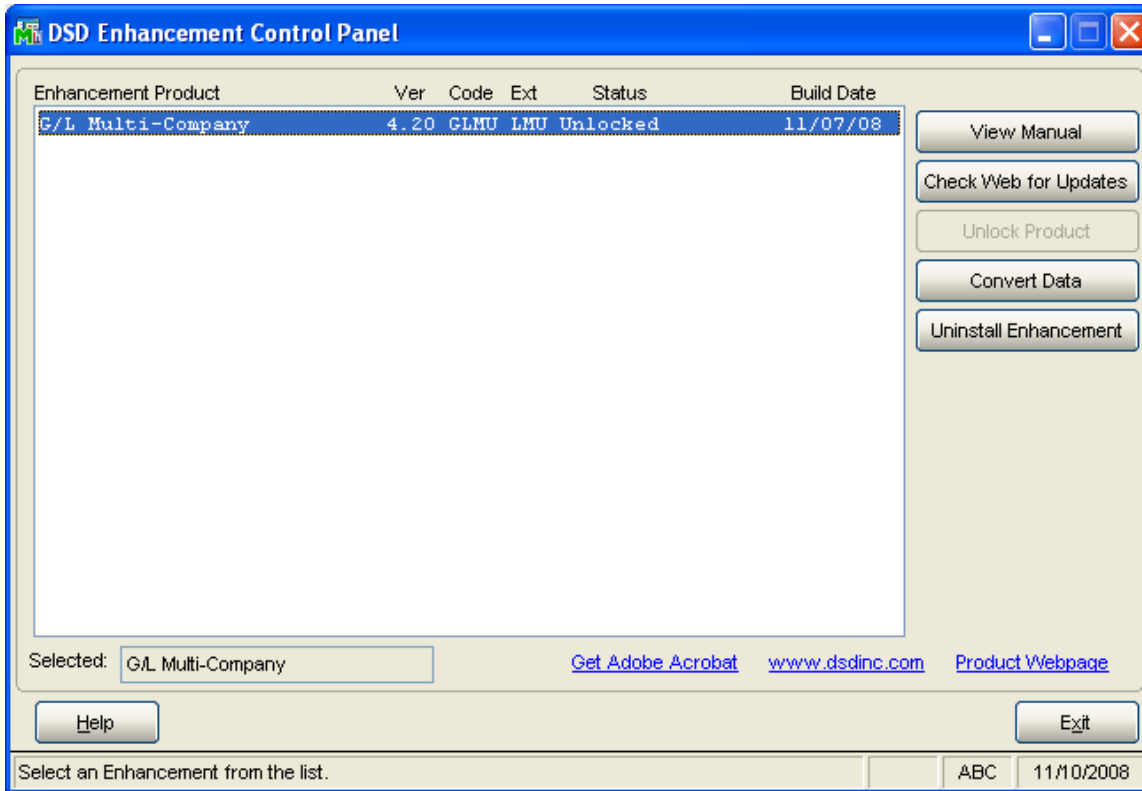 DSD Enhancement Control Panel
Enhancement Product Ver Code Ext Status Build Date
G/L Multi-Company 4.20 GLMU LMU Unlocked 11/07/08
View Manual
Check Web for Updates
Unlock Product
Convert Data
Uninstall Enhancement
Selected: G/L Multi-Company Get Adobe Acrobat www.dsdinc.com Product Webpage
Help Exit
Select an Enhancement from the list. ABC 11/10/2008